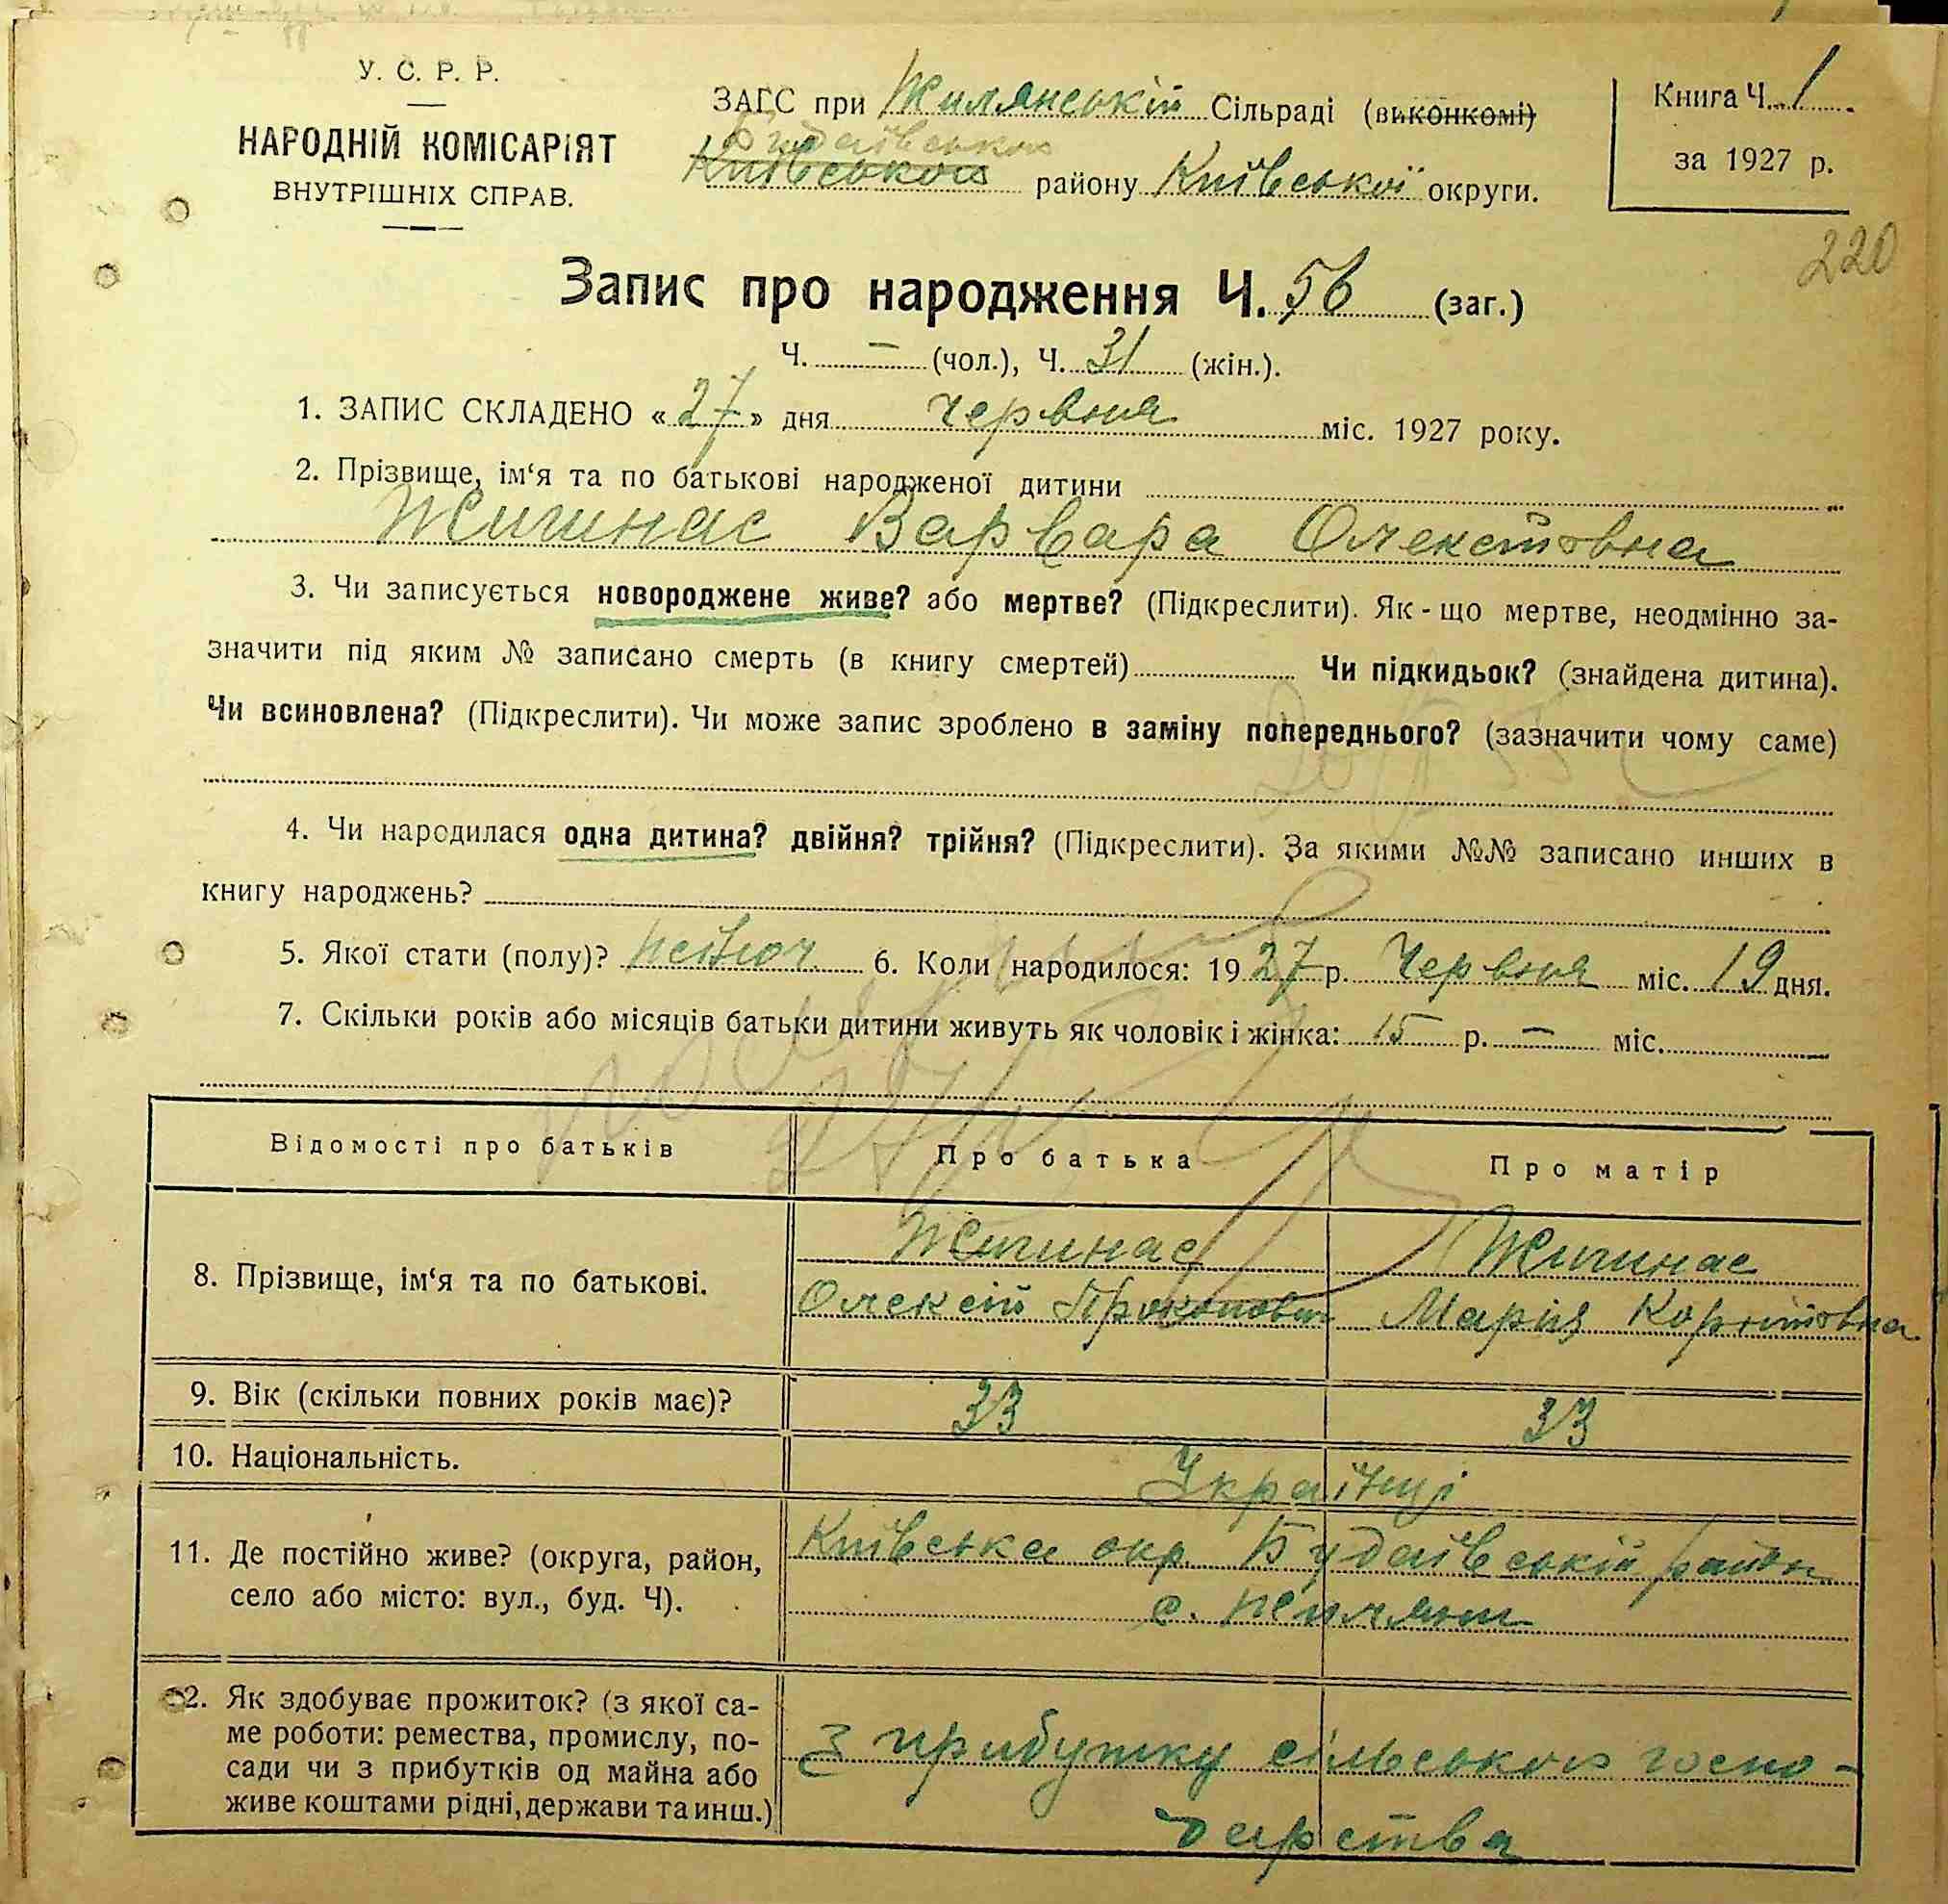 У. С. Р. Р.
НАРОДНІЙ КОМІСАРІЯТ
ВНУТРІШНІХ СПРАВ.
ЗАГС при Жилянській Сільраді (виконкомі)
Будаївського
Київського району Київської округи.
Книга Ч. 1
за 1927 р.
220
Запис про народження Ч. 56 (заг.)
Ч. – (чол.), Ч. 31 (жін.).
1. ЗАПИС СКЛАДЕНО «27» дня червня міс. 1927 року.
2. Прізвище, ім‘я та по батькові народженої дитини
Жигинас Варвара Олексіївна
3. Чи записується новороджене живе? або мертве? (Підкреслити). Як-що мертве, неодмінно за-
значити під яким № записано смерть (в книгу смертей) Чи підкидьок? (знайдена дитина).
Чи всиновлена? (Підкреслити). Чи може запис зроблено в заміну попереднього? (зазначити чому саме)
4. Чи народилася одна дитина? двійня? трійня? (Підкреслити). За якими №№ записано инших в
книгу народжень?
5. Якої стати (полу)? жіноч. 6. Коли народилося: 1927 р. Червня міс. 19 дня.
7. Скільки років або місяців батьки дитини живуть як чоловік і жінка: 15 р. – міс.
Відомості про батьків Про батька Про матір
8. Прізвище, ім‘я та по батькові. Жигинас Жигинас
Олексій Прокопович Марія Корніївна
9. Вік (скільки повних років має)? 33 33
10. Національність. Українці
11. Де постійно живе? (округа, район, Київська окр. Будаївський район
село або місто: вул., буд. Ч). с. Жиляни
12. Як здобуває прожиток? (з якої са-
ме роботи: ремества, промислу, по-
сади чи з прибутків од майна або
живе коштами рідні, держави та инш.)
З прибутку сільського госпо-
дарства